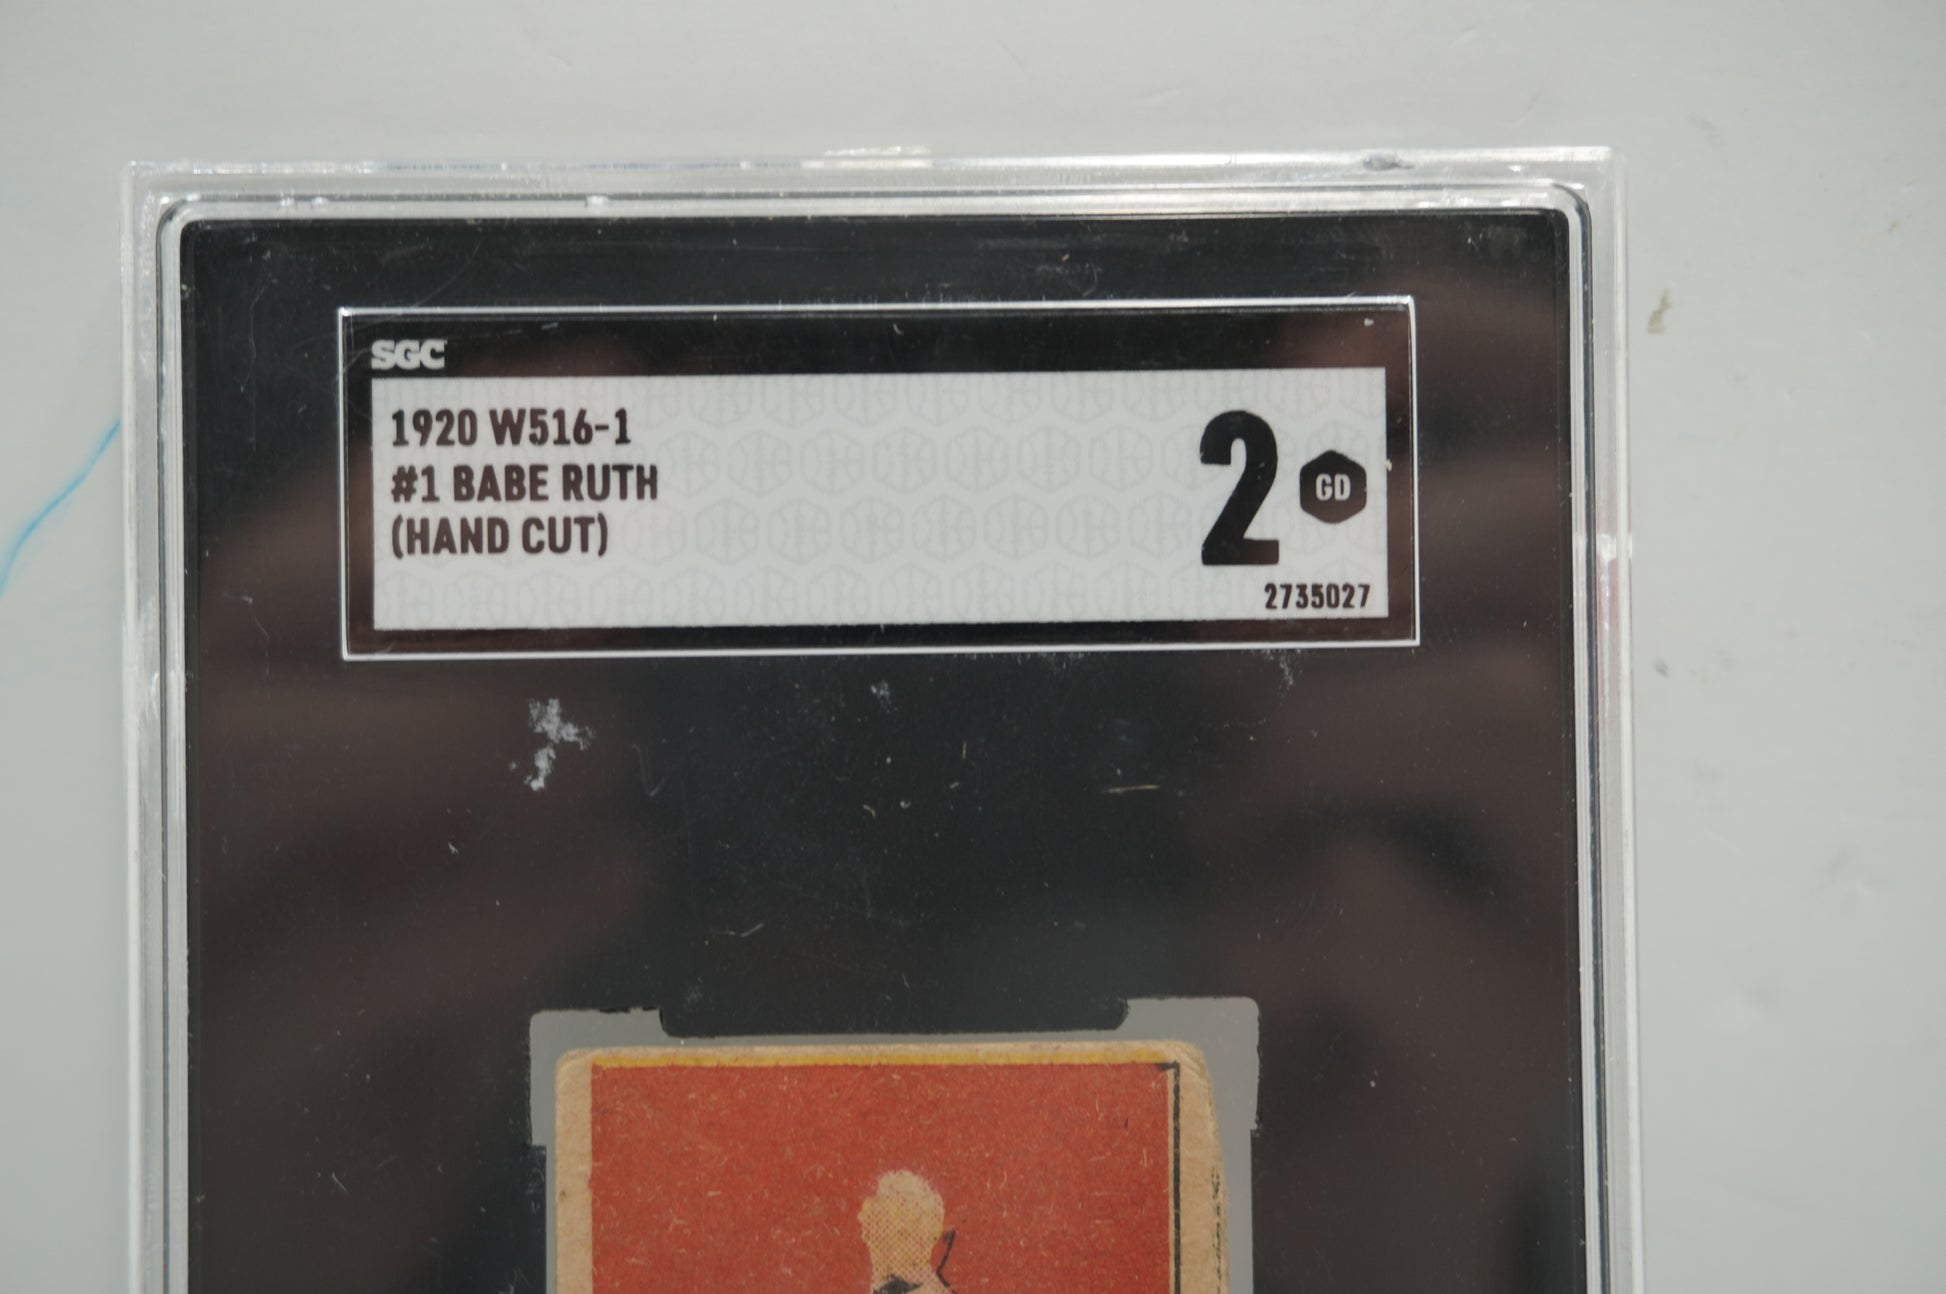 SGC
1920 W516-1
#1 BABE RUTH
(HAND CUT)
2 GD
2735027